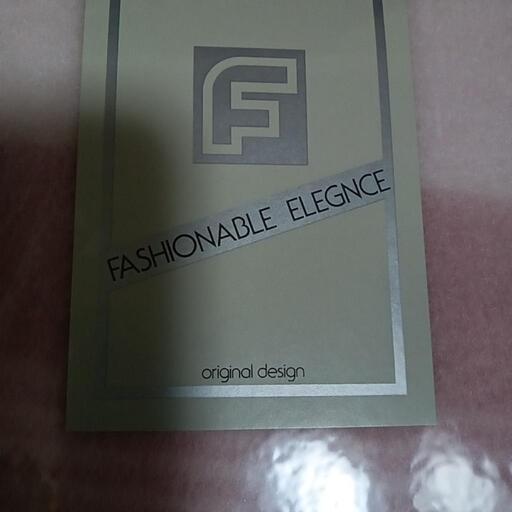 F
FASHIONABLE ELEGNCE
original design